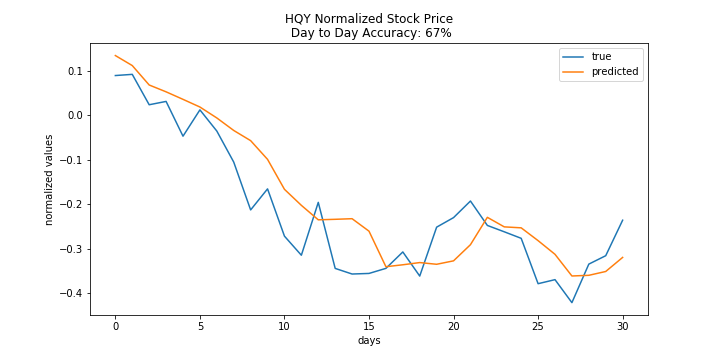 HQY Normalized Stock Price
Day to Day Accuracy: 67%
true
predicted
normalized values
0.1
0.0
−0.1
−0.2
−0.3
−0.4
0
5
10
15
20
25
30
days